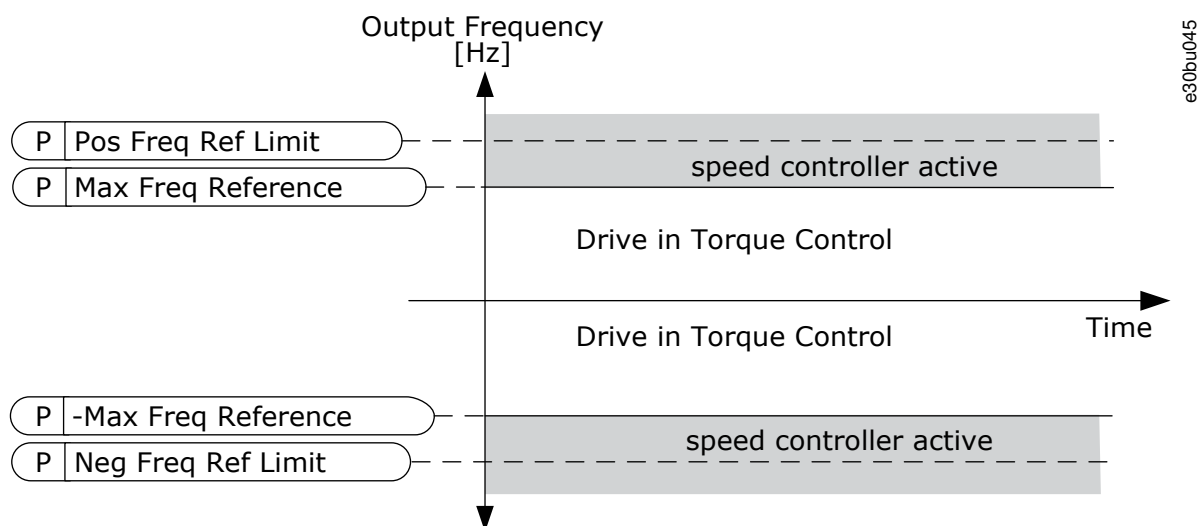 Output Frequency
[Hz]
e30bu045
P Pos Freq Ref Limit
speed controller active
P Max Freq Reference
Drive in Torque Control
Time
Drive in Torque Control
P -Max Freq Reference
speed controller active
P Neg Freq Ref Limit